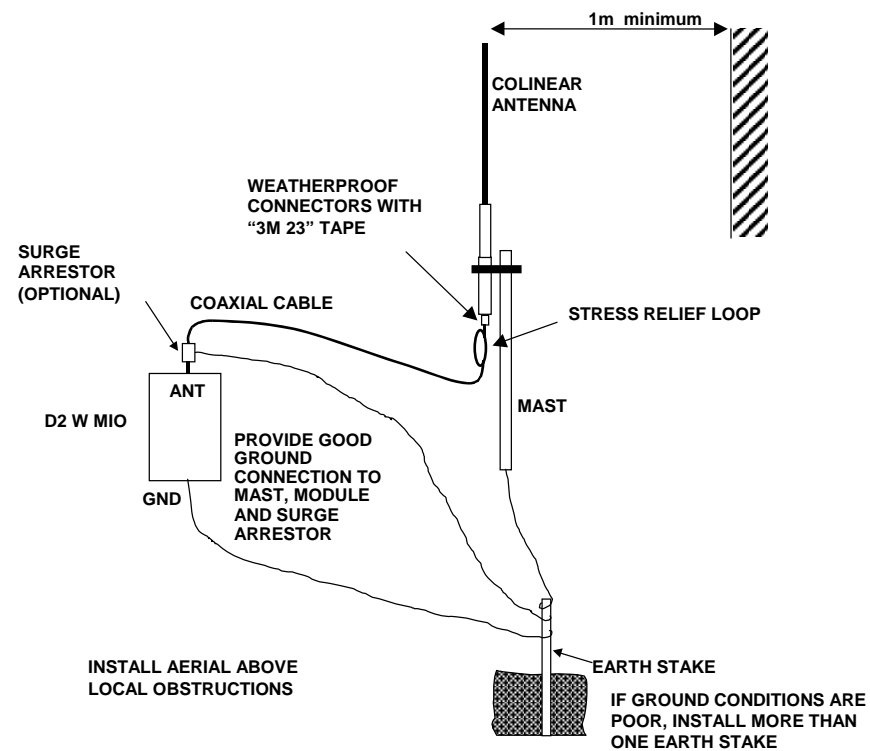 1m minimum
COLINEAR
ANTENNA
WEATHERPROOF
CONNECTORS WITH
“3M 23” TAPE
SURGE
ARRESTOR
(OPTIONAL)
COAXIAL CABLE
STRESS RELIEF LOOP
ANT
MAST
D2 W MIO
PROVIDE GOOD
GROUND
CONNECTION TO
MAST, MODULE
AND SURGE
ARRESTOR
GND
INSTALL AERIAL ABOVE
LOCAL OBSTRUCTIONS
EARTH STAKE
IF GROUND CONDITIONS ARE
POOR, INSTALL MORE THAN
ONE EARTH STAKE